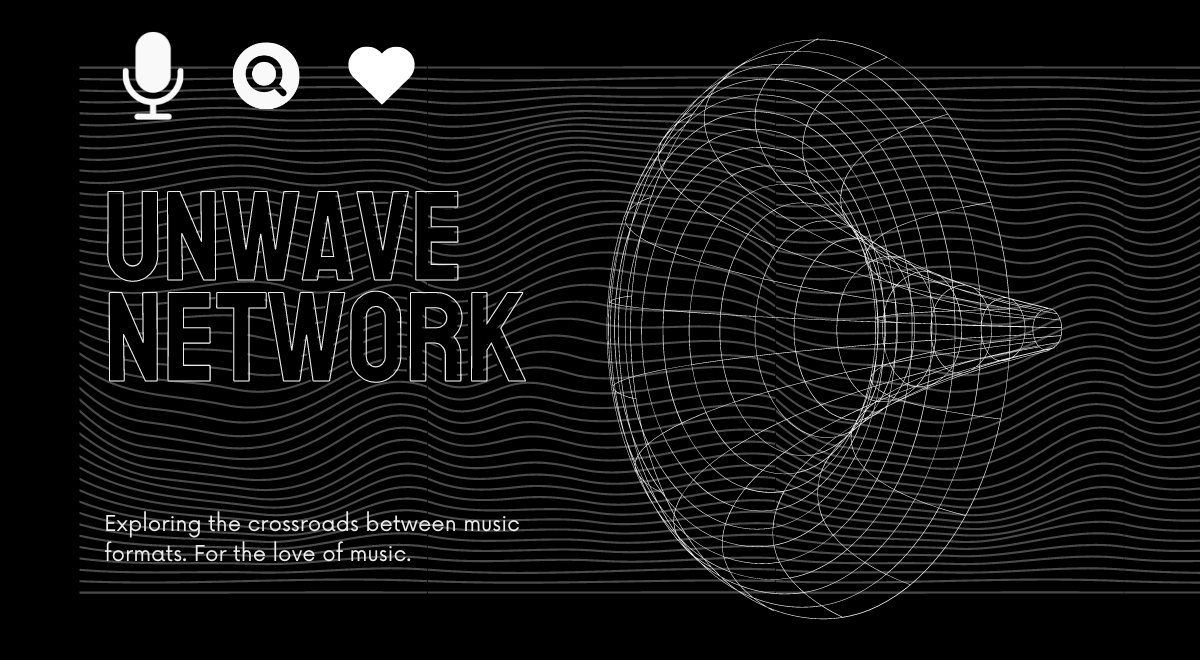 UNWAVE
NETWORK
Exploring the crossroads between music
formats. For the love of music.